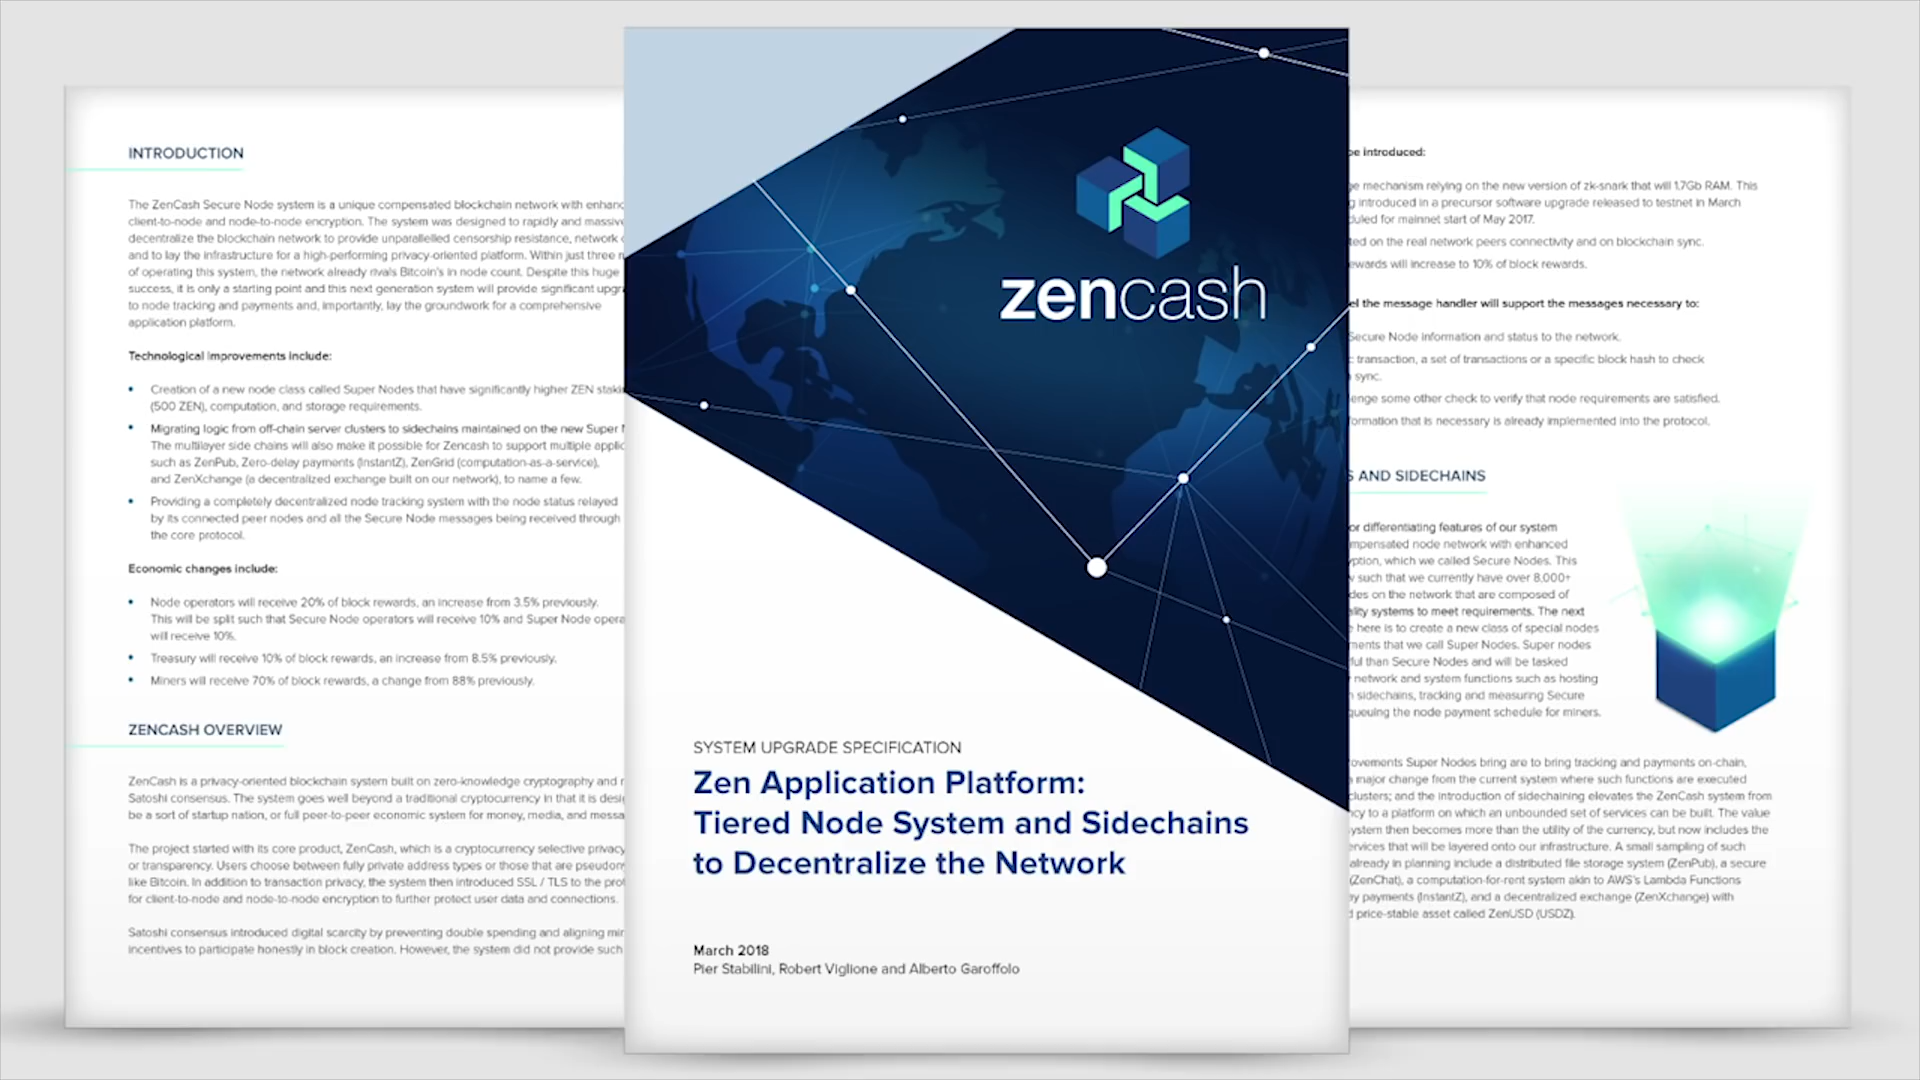 INTRODUCTION
The ZenCash Secure Node system is a unique compensated blockchain network with
client-to-node and node-to-node encryption. The system was designed to rapidly and
decentralize the blockchain network to provide unparallelled censorship resistance, network
and to lay the infrastructure for a high-performing privacy-oriented platform. Within just three
of operating this system, the network already rivals Bitcoin's in node count. Despite this huge
success, it is only a starting point and this next generation system will provide significant
to node tracking and payments and, importantly, lay the groundwork for a comprehensive
application platform.
Technological improvements include:
• Creation of a new node class called Super Nodes that have significantly higher ZEN
(500 ZEN), computation, and storage requirements.
• Migrating logic from off-chain server clusters to sidechains maintained on the new Super
The multilayer side chains will also make it possible for Zencash to support multiple
such as ZenPub, Zero-delay payments (InstantZ), ZenGrid (computation-as-a-service),
and ZenXchange (a decentralized exchange built on our network), to name a few.
• Providing a completely decentralized node tracking system with the node status relayed
by its connected peer nodes and all the Secure Node messages being received through
the core protocol.
Economic changes include:
• Node operators will receive 20% of block rewards, an increase from 3.5% previously.
This will be split such that Secure Node operators will receive 10% and Super Node
will receive 10%.
• Treasury will receive 10% of block rewards, an increase from 8.5% previously.
• Miners will receive 70% of block rewards, a change from 88% previously.
ZENCASH OVERVIEW
ZenCash is a privacy-oriented blockchain system built on zero-knowledge cryptography and
Satoshi consensus. The system goes well beyond a traditional cryptocurrency in that it is
be a sort of startup nation, or full peer-to-peer economic system for money, media, and
The project started with its core product, ZenCash, which is a cryptocurrency selective privacy
or transparency. Users choose between fully private address types or those that are
like Bitcoin. In addition to transaction privacy, the system then introduced SSL / TLS to the
for client-to-node and node-to-node encryption to further protect user data and connections.
Satoshi consensus introduced digital scarcity by preventing double spending and aligning
incentives to participate honestly in block creation. However, the system did not provide such
zencash
SYSTEM UPGRADE SPECIFICATION
Zen Application Platform:
Tiered Node System and Sidechains
to Decentralize the Network
March 2018
Pier Stabilini, Robert Viglione and Alberto Garoffolo
be introduced:
mechanism relying on the new version of zk-snark that will 1.7Gb RAM. This
introduced in a precursor software upgrade released to testnet in March
for mainnet start of May 2017.
on the real network peers connectivity and on blockchain sync.
will increase to 10% of block rewards.
the message handler will support the messages necessary to:
Secure Node information and status to the network.
transaction, a set of transactions or a specific block hash to check
sync.
some other check to verify that node requirements are satisfied.
that is necessary is already implemented into the protocol.
AND SIDECHAINS
or differentiating features of our system
node network with enhanced
which we called Secure Nodes. This
such that we currently have over 8,000+
on the network that are composed of
systems to meet requirements. The next
here is to create a new class of special nodes
that we call Super Nodes. Super nodes
than Secure Nodes and will be tasked
network and system functions such as hosting
sidechains, tracking and measuring Secure
queuing the node payment schedule for miners.
Super Nodes bring are to bring tracking and payments on-chain,
major change from the current system where such functions are executed
clusters; and the introduction of sidechaining elevates the ZenCash system from
to a platform on which an unbounded set of services can be built. The value
system then becomes more than the utility of the currency, but now includes the
services that will be layered onto our infrastructure. A small sampling of such
already in planning include a distributed file storage system (ZenPub), a secure
(ZenChat), a computation-for-rent system akin to AWS's Lambda Functions
payments (InstantZ), and a decentralized exchange (ZenXchange) with
price-stable asset called ZenUSD (USDZ).